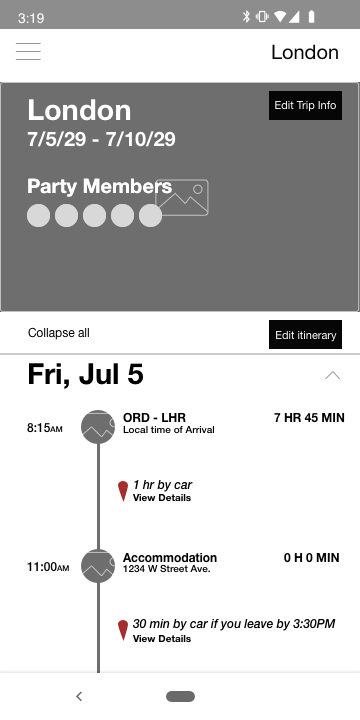 3:19
London
London
Edit Trip Info
7/5/29 - 7/10/29
Party Members
Collapse all
Edit itinerary
Fri, Jul 5
8:15AM
ORD - LHR
7 HR 45 MIN
Local time of Arrival
1 hr by car
View Details
11:00AM
Accommodation
0 H 0 MIN
1234 W Street Ave.
30 min by car if you leave by 3:30PM
View Details